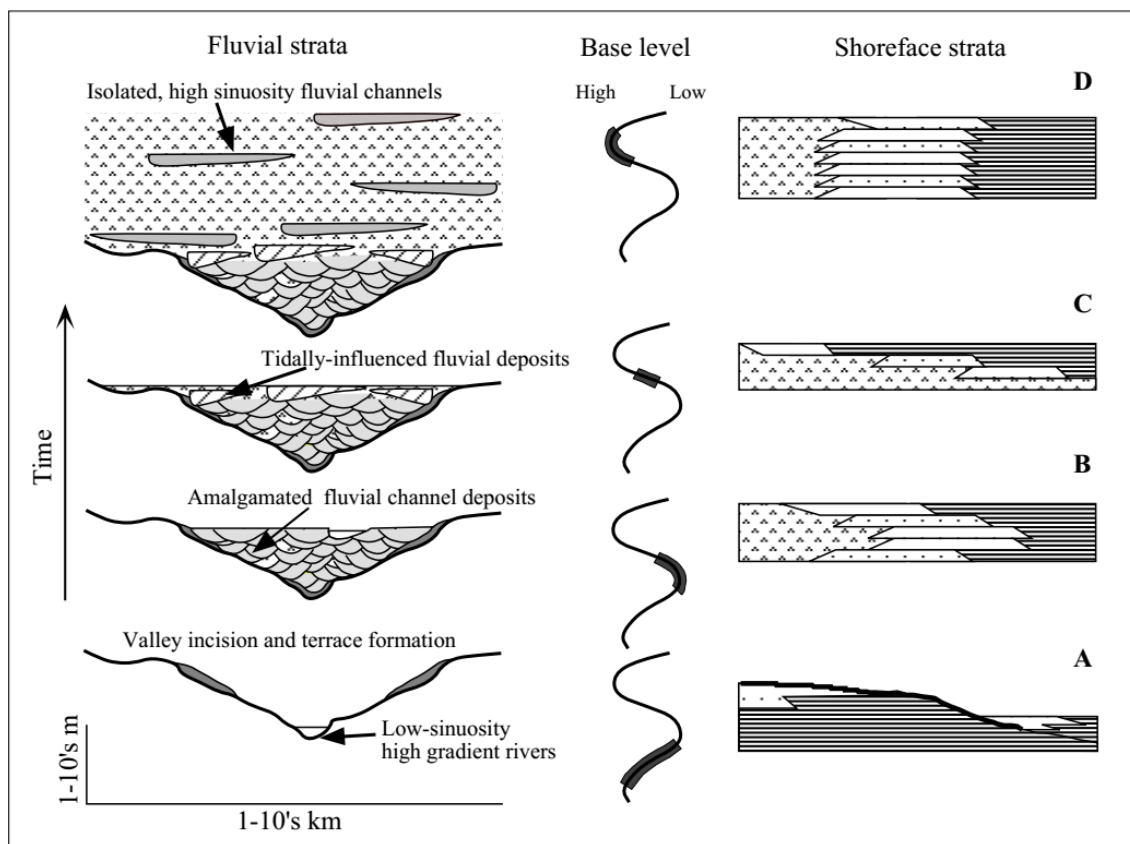 Fluvial strata
Base level
Shoreface strata
Isolated, high sinuosity fluvial channels
High
Low
D
Tidally-influenced fluvial deposits
C
Amalgamated fluvial channel deposits
B
Valley incision and terrace formation
A
Low-sinuosity
high gradient rivers
Time
1-10's m
1-10's km